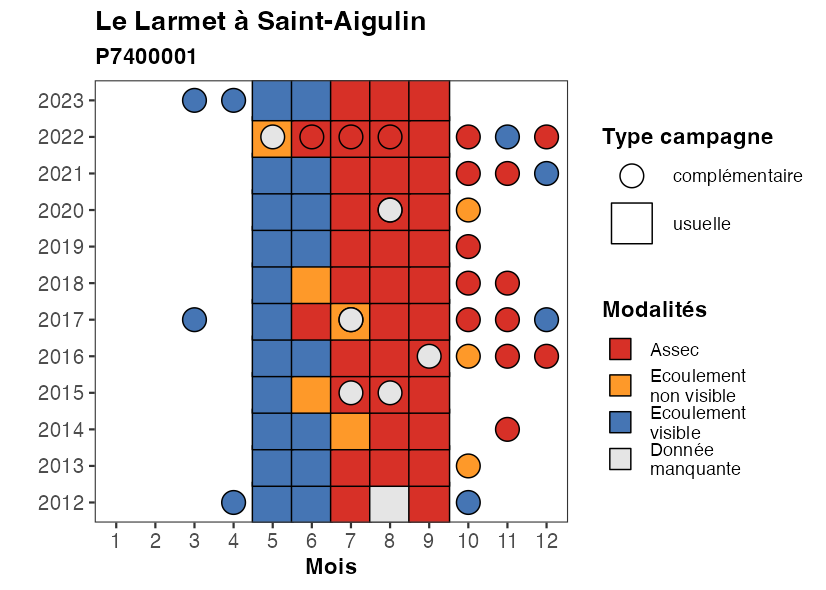 Le Larmet à Saint-Aigulin
P7400001
2023
2022
2021
2020
2019
2018
2017
2016
2015
2014
2013
2012
1 2 3 4 5 6 7 8 9 10 11 12
Mois
Type campagne
complémentaire
usuelle
Modalités
Assec
Ecoulement
non visible
Ecoulement
visible
Donnée
manquante